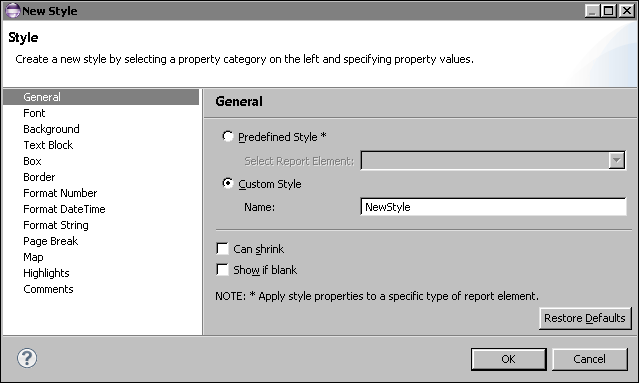 New Style
Style
Create a new style by selecting a property category on the left and specifying property values.
General
Font
Background
Text Block
Box
Border
Format Number
Format DateTime
Format String
Page Break
Map
Highlights
Comments
General
Predefined Style *
Select Report Element:
Custom Style
Name: NewStyle
Can shrink
Show if blank
NOTE: * Apply style properties to a specific type of report element.
Restore Defaults
?
OK Cancel